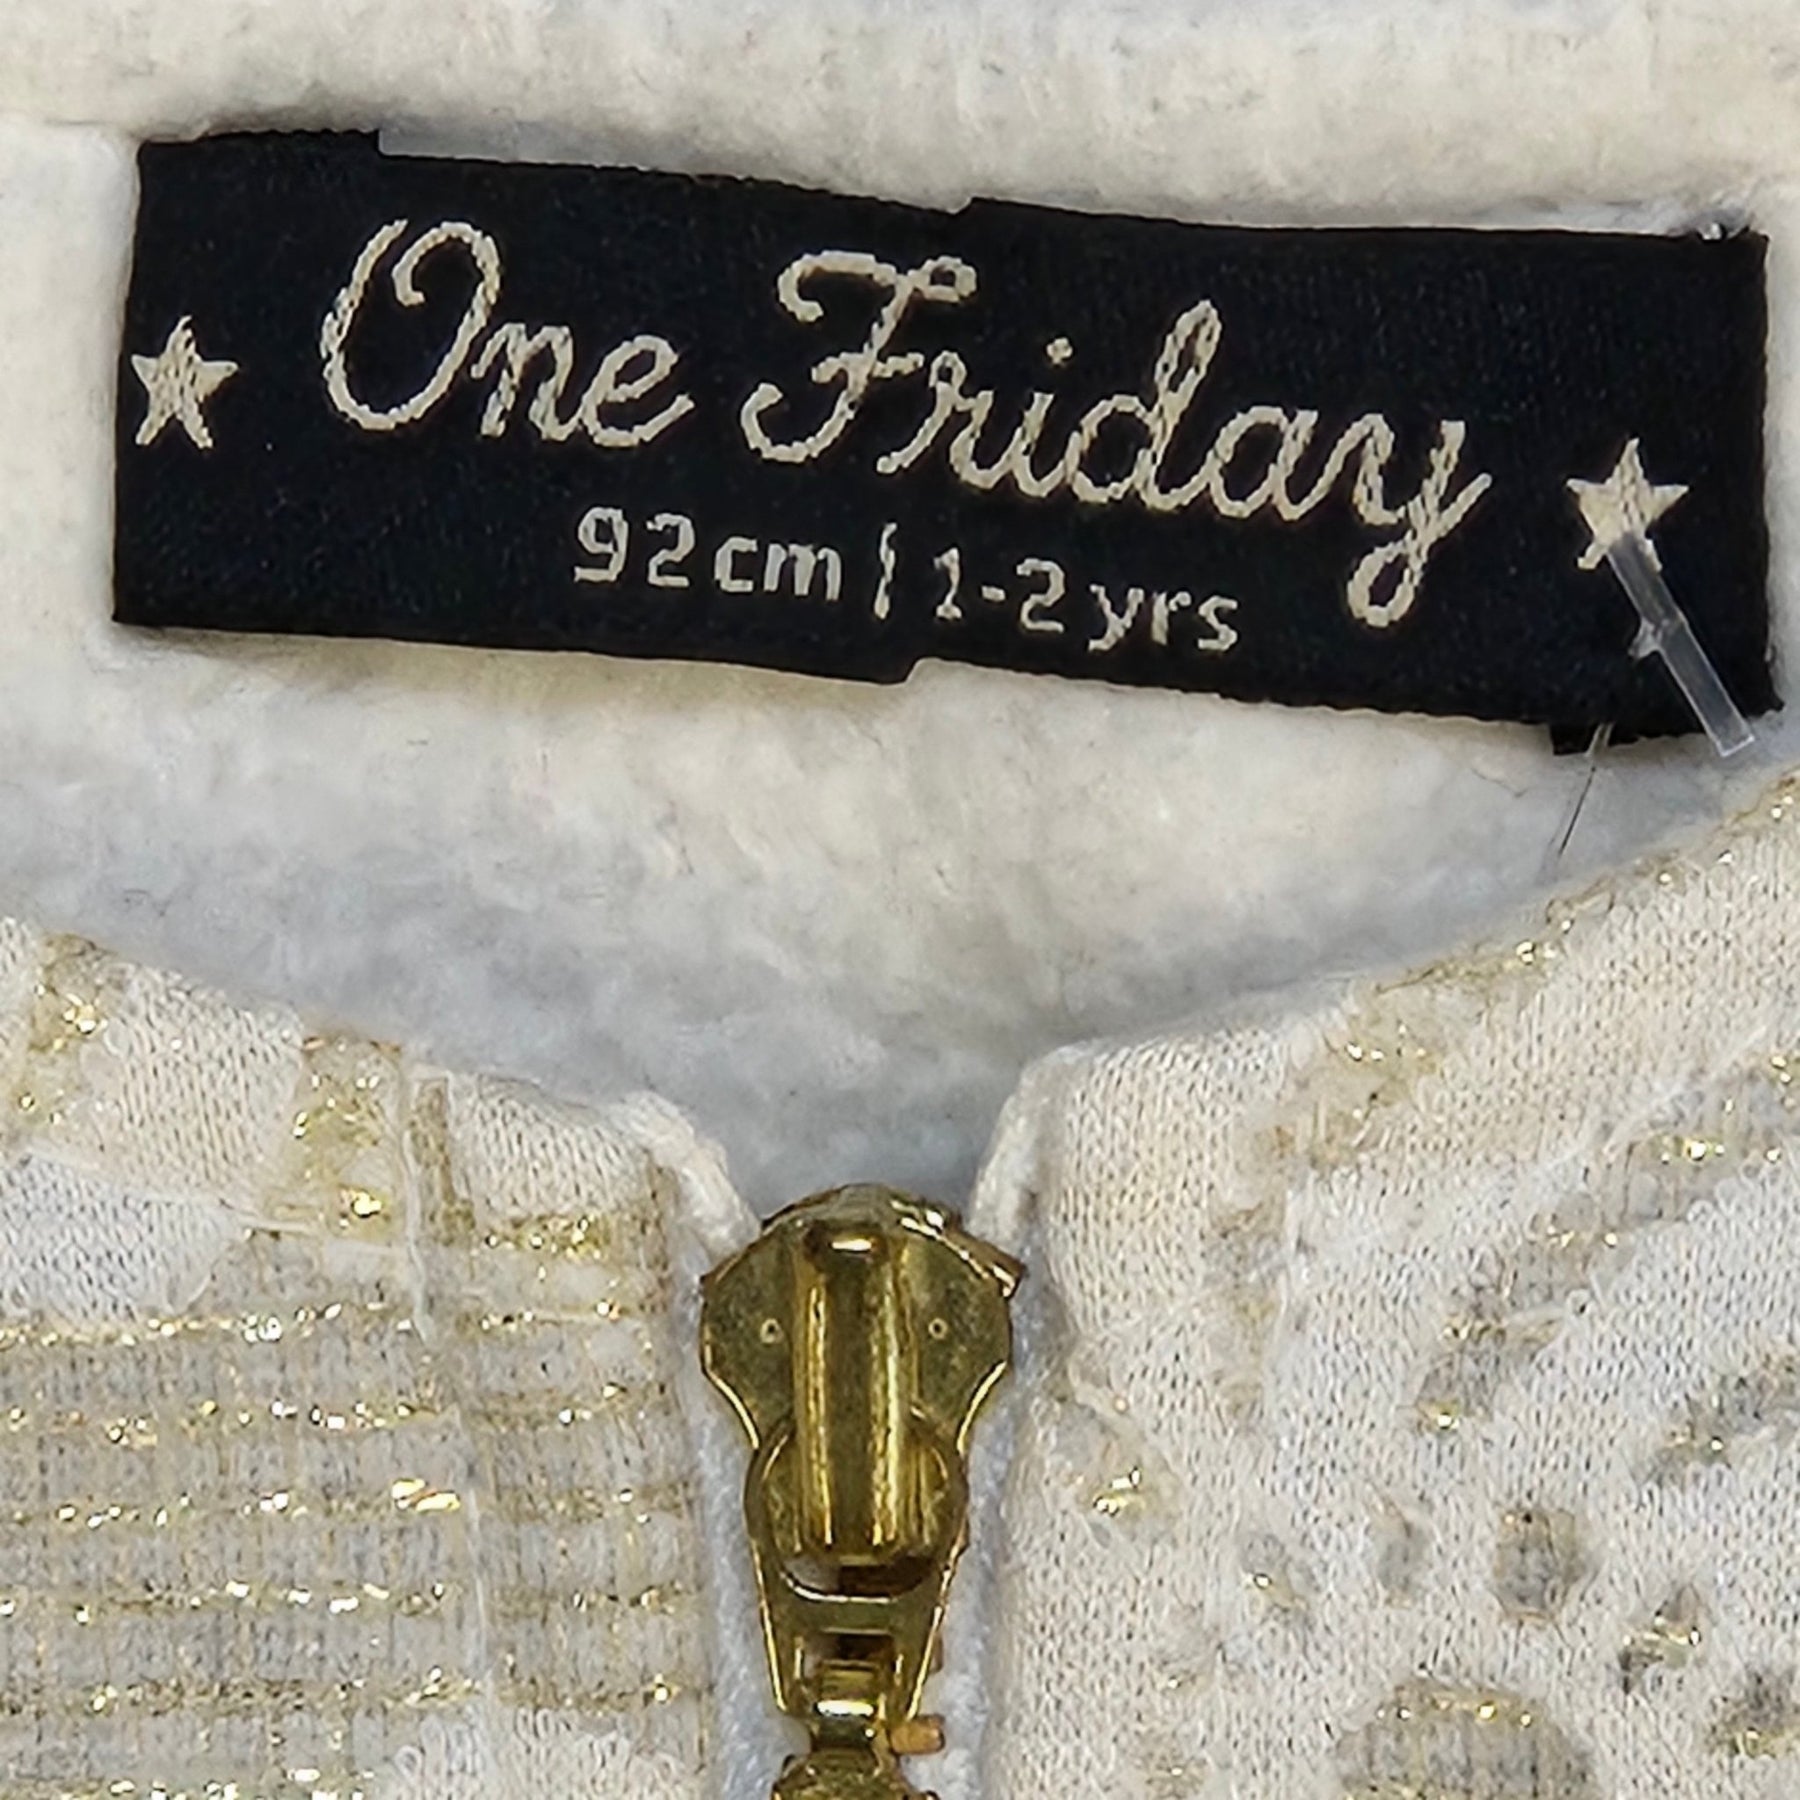 One Friday
92cm | 1-2 yrs